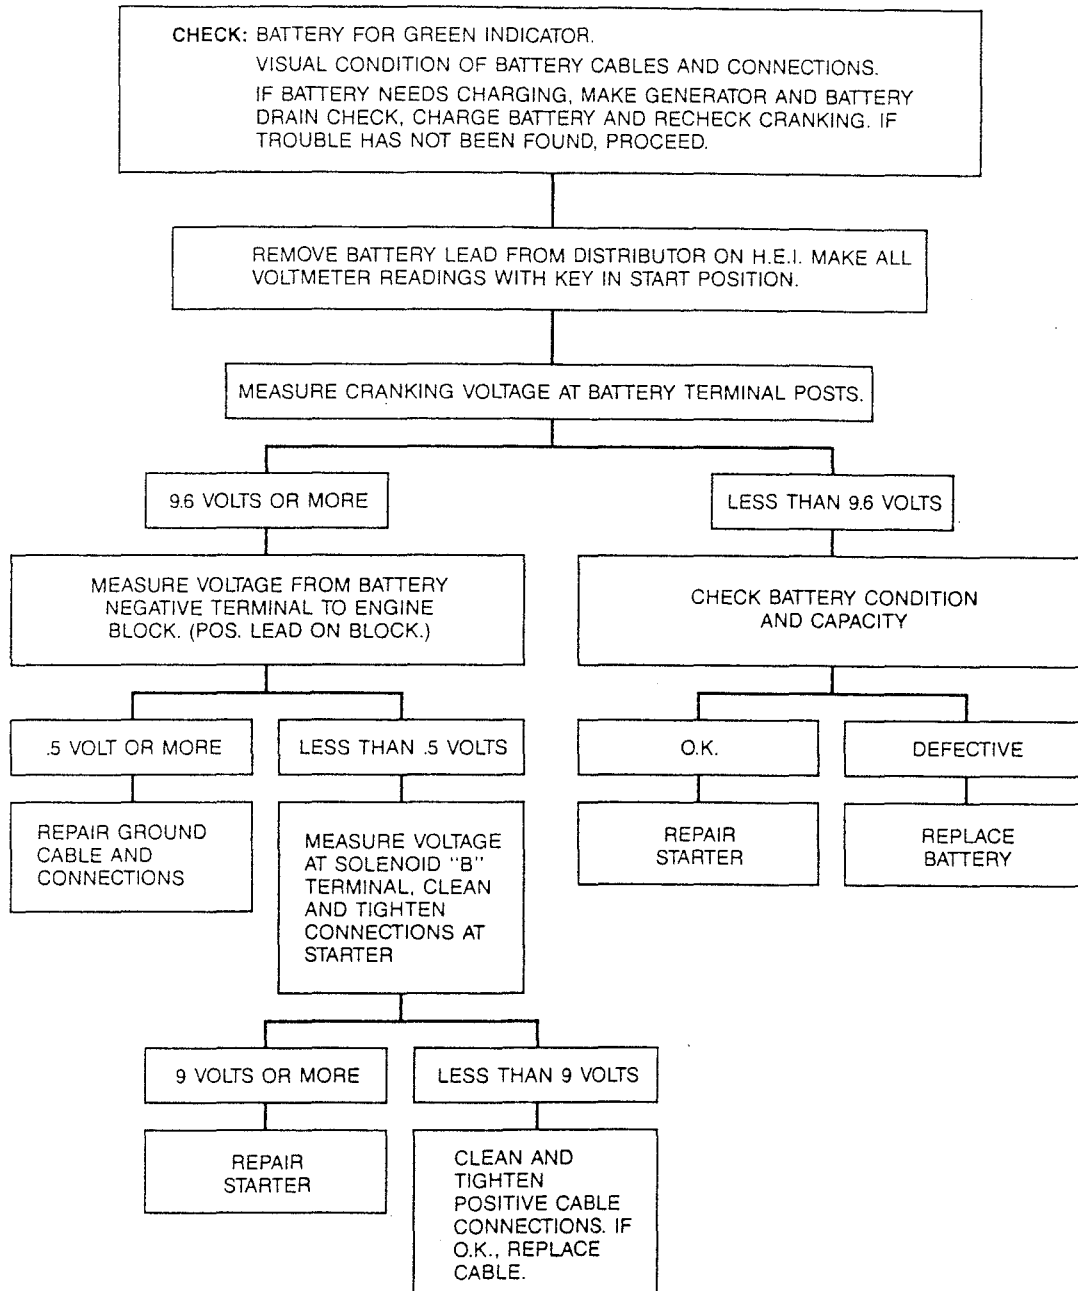 CHECK: BATTERY FOR GREEN INDICATOR.
VISUAL CONDITION OF BATTERY CABLES AND CONNECTIONS.
IF BATTERY NEEDS CHARGING, MAKE GENERATOR AND BATTERY
DRAIN CHECK, CHARGE BATTERY AND RECHECK CRANKING. IF
TROUBLE HAS NOT BEEN FOUND, PROCEED.
REMOVE BATTERY LEAD FROM DISTRIBUTOR ON H.E.I. MAKE ALL
VOLTMETER READINGS WITH KEY IN START POSITION.
MEASURE CRANKING VOLTAGE AT BATTERY TERMINAL POSTS.
9.6 VOLTS OR MORE
LESS THAN 9.6 VOLTS
MEASURE VOLTAGE FROM BATTERY
NEGATIVE TERMINAL TO ENGINE
BLOCK. (POS. LEAD ON BLOCK.)
CHECK BATTERY CONDITION
AND CAPACITY
.5 VOLT OR MORE
LESS THAN .5 VOLTS
O.K.
DEFECTIVE
REPAIR GROUND
CABLE AND
CONNECTIONS
MEASURE VOLTAGE
AT SOLENOID "B"
TERMINAL, CLEAN
AND TIGHTEN
CONNECTIONS AT
STARTER
REPAIR
STARTER
REPLACE
BATTERY
9 VOLTS OR MORE
LESS THAN 9 VOLTS
REPAIR
STARTER
CLEAN AND
TIGHTEN
POSITIVE CABLE
CONNECTIONS. IF
O.K., REPLACE
CABLE.